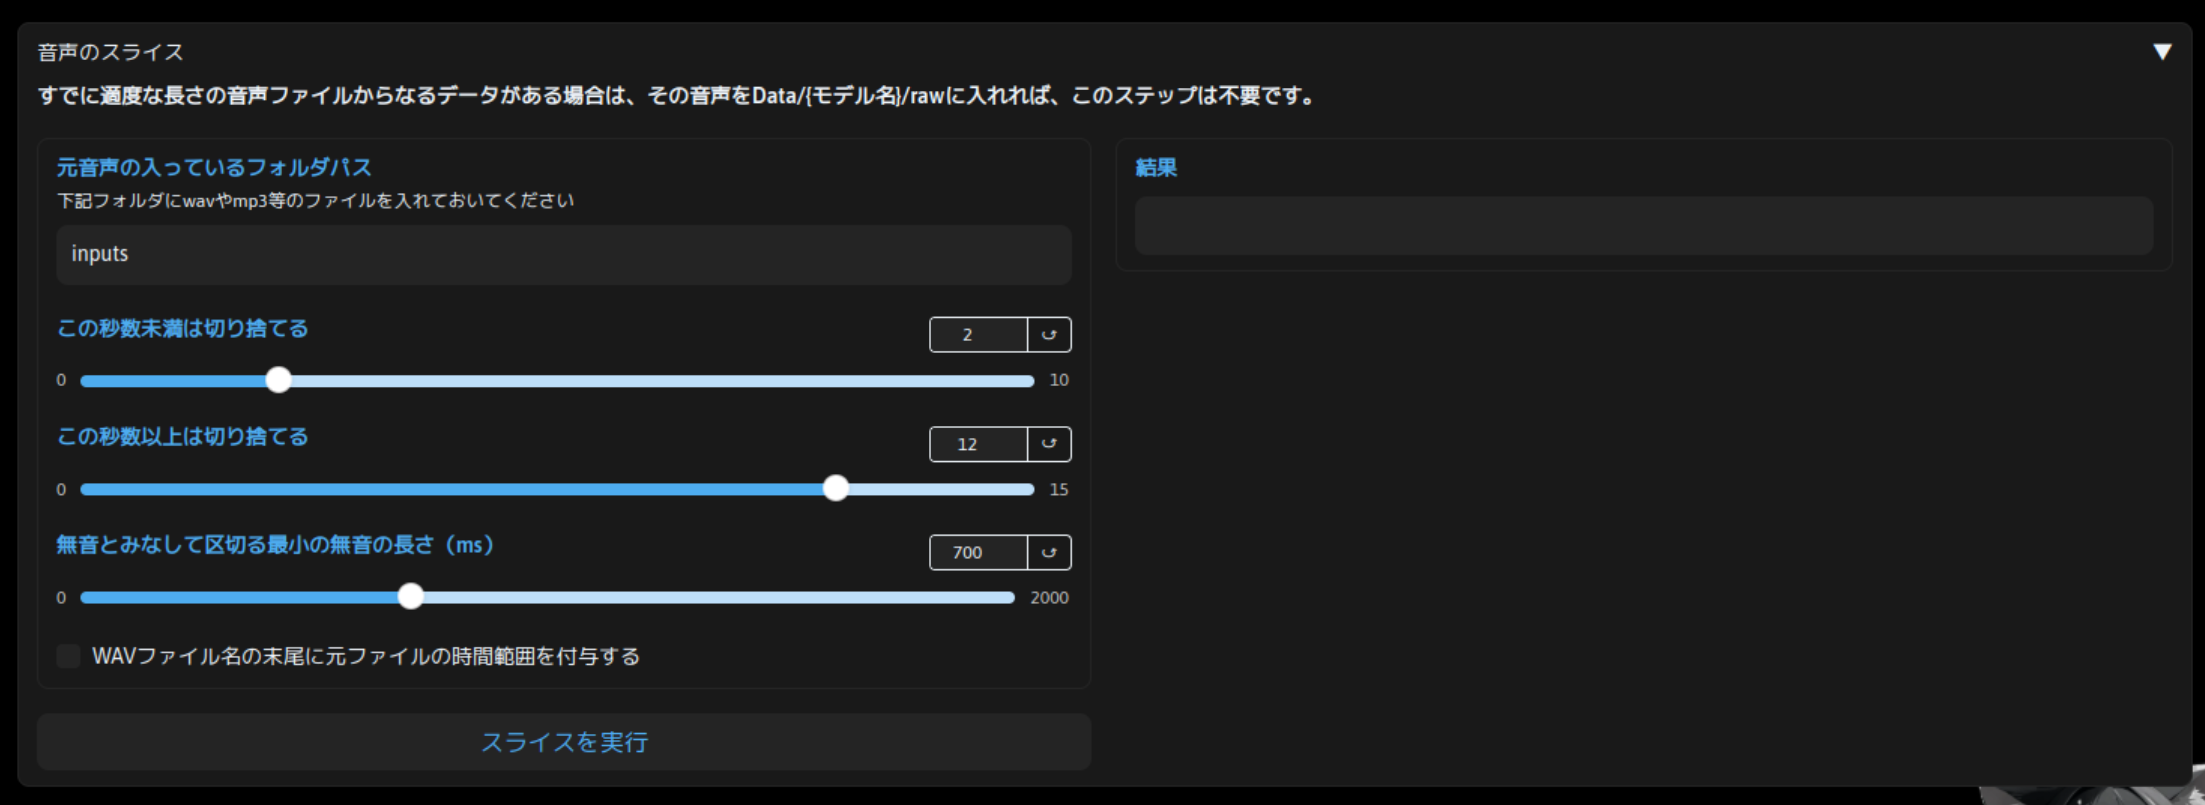 音声のスライス
▼
すでに適度な長さの音声ファイルからなるデータがある場合は、その音声をData/{モデル名}/rawに入れれば、このステップは不要です。
元音声の入っているフォルダパス
下記フォルダにwavやmp3等のファイルを入れておいてください
inputs
この秒数未満は切り捨てる
2
0
10
この秒数以上は切り捨てる
12
0
15
無音とみなして区切る最小の無音の長さ（ms）
700
0
2000
WAVファイル名の末尾に元ファイルの時間範囲を付与する
スライスを実行
結果